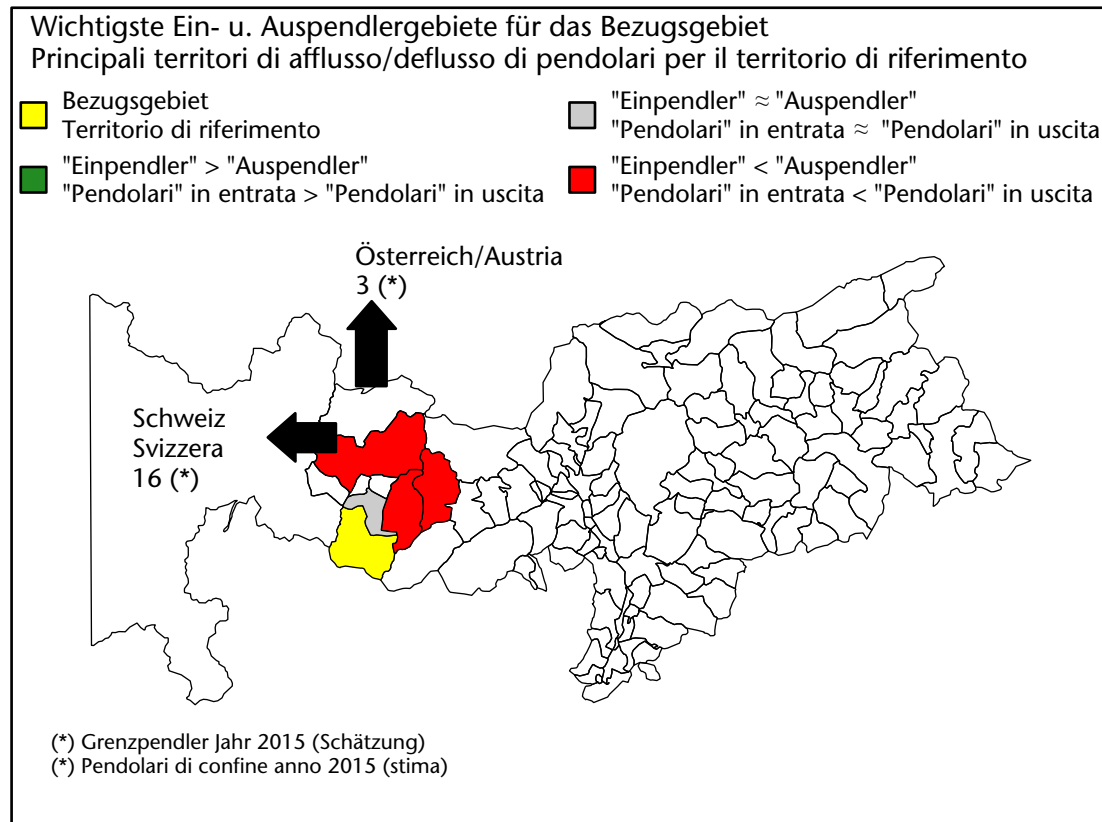 Wichtigste Ein- u. Auspendlergebiete für das Bezugsgebiet
Principali territori di afflusso/deflusso di pendolari per il territorio di riferimento
Bezugsgebiet
Territorio di riferimento
"Einpendler" > "Auspendler"
"Pendolari" in entrata > "Pendolari" in uscita
"Einpendler" ≈ "Auspendler"
"Pendolari" in entrata ≈ "Pendolari" in uscita
"Einpendler" < "Auspendler"
"Pendolari" in entrata < "Pendolari" in uscita
Österreich/Austria
3 (*)
Schweiz
Svizzera
16 (*)
(*) Grenzpendler Jahr 2015 (Schätzung)
(*) Pendolari di confine anno 2015 (stima)